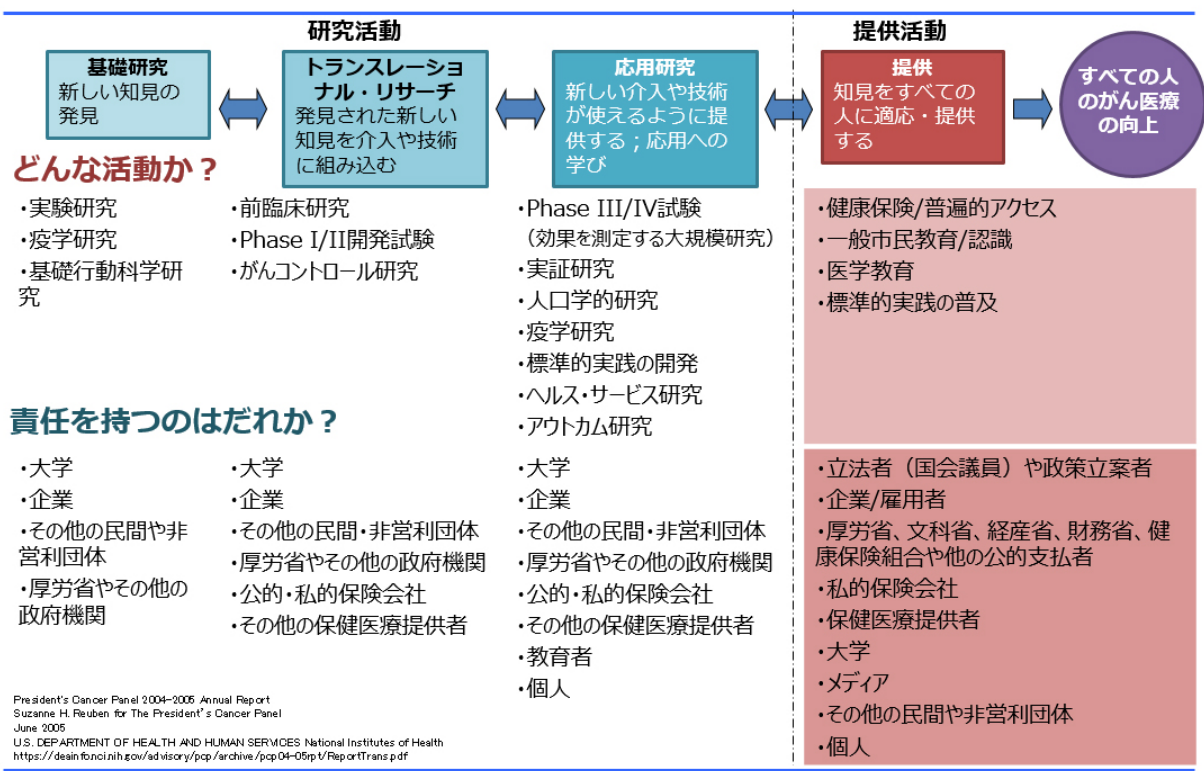 研究活動
提供活動
基礎研究
新しい知見の
発見
トランスレーショ
ナル・リサーチ
発見された新しい
知見を介入や技術
に組み込む
応用研究
新しい介入や技術
が使えるように提
供する；応用への
学び
提供
知見をすべての
人に適応・提供
する
すべての人
のがん医療
の向上
どんな活動か？
・実験研究
・疫学研究
・基礎行動科学研
究
・前臨床研究
・Phase I/II開発試験
・がんコントロール研究
・Phase III/IV試験
（効果を測定する大規模研究）
・実証研究
・人口学的研究
・疫学研究
・標準的実践の開発
・ヘルス・サービス研究
・アウトカム研究
・健康保険/普遍的アクセス
・一般市民教育/認識
・医学教育
・標準的実践の普及
責任を持つのはだれか？
・大学
・企業
・その他の民間や非
営利団体
・厚労省やその他の
政府機関
・大学
・企業
・その他の民間・非営利団体
・厚労省やその他の政府機関
・公的・私的保険会社
・その他の保健医療提供者
・大学
・企業
・その他の民間・非営利団体
・厚労省やその他の政府機関
・公的・私的保険会社
・その他の保健医療提供者
・教育者
・個人
・立法者（国会議員）や政策立案者
・企業/雇用者
・厚労省、文科省、経産省、財務省、健
康保険組合や他の公的支払者
・私的保険会社
・保健医療提供者
・大学
・メディア
・その他の民間や非営利団体
・個人
President's Cancer Panel 2004-2005 Annual Report
Suzanne H. Reuben for The President's Cancer Panel
June 2005
U.S. DEPARTMENT OF HEALTH AND HUMAN SERVICES National Institutes of Health
https://deainfo.nci.nih.gov/advisory/pcp/archive/pcp04-05rpt/ReportTrans.pdf